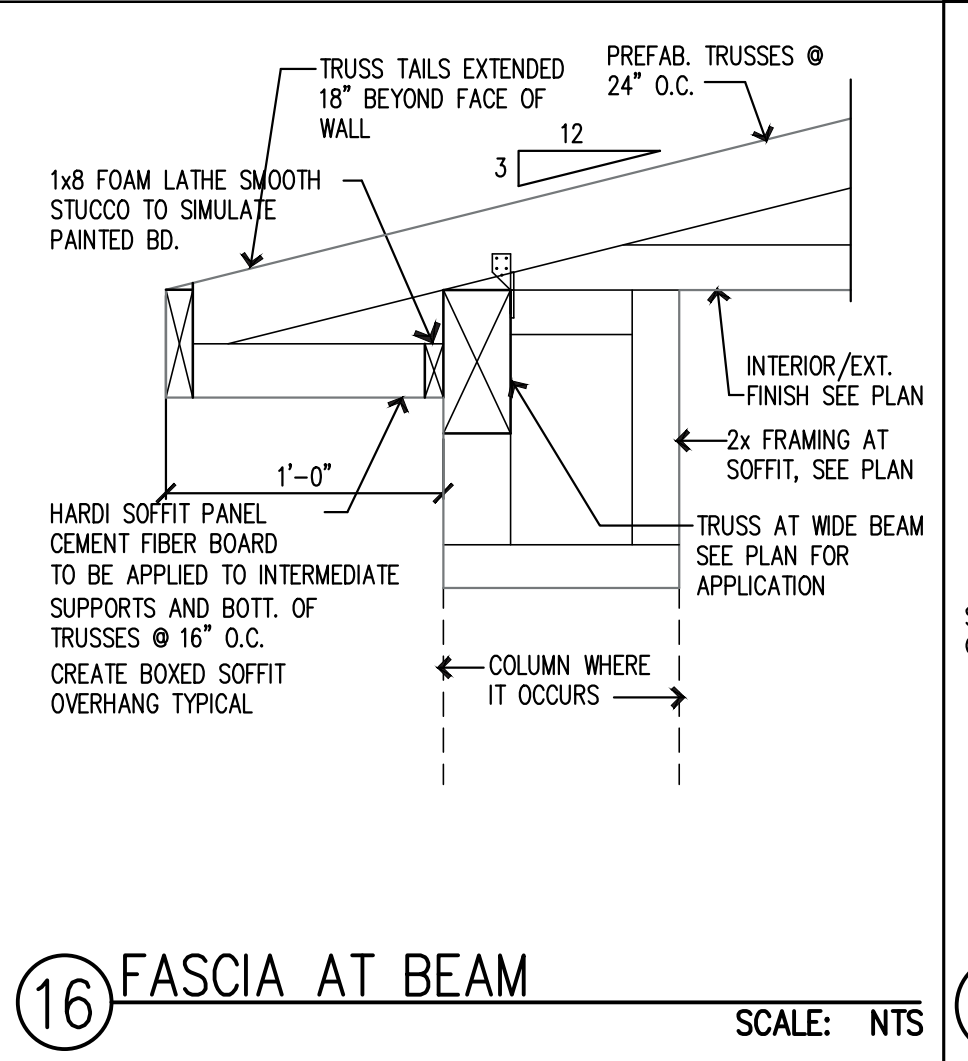 TRUSS TAILS EXTENDED
18" BEYOND FACE OF
WALL
PREFAB. TRUSSES @
24" O.C.
12
3
1x8 FOAM LATHE SMOOTH
STUCCO TO SIMULATE
PAINTED BD.
INTERIOR/EXT.
FINISH SEE PLAN
2x FRAMING AT
SOFFIT, SEE PLAN
1'-0"
HARDI SOFFIT PANEL
CEMENT FIBER BOARD
TO BE APPLIED TO INTERMEDIATE
SUPPORTS AND BOTT. OF
TRUSSES @ 16" O.C.
CREATE BOXED SOFFIT
OVERHANG TYPICAL
TRUSS AT WIDE BEAM
SEE PLAN FOR
APPLICATION
COLUMN WHERE
IT OCCURS
16 FASCIA AT BEAM
SCALE: NTS